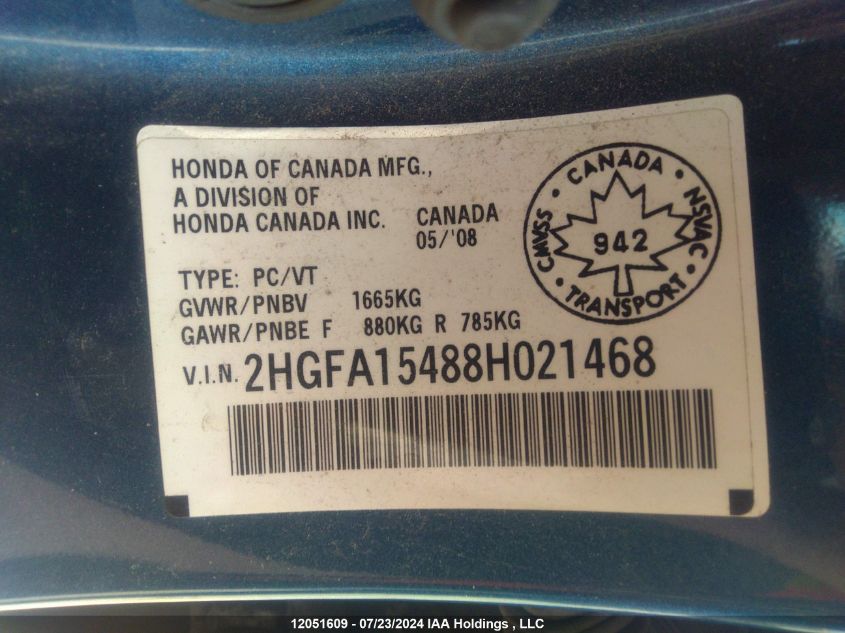 HONDA OF CANADA MFG.,
A DIVISION OF
HONDA CANADA INC. CANADA
05/'08
CANADA
CMVSS NSVAC
942
TRANSPORT
TYPE: PC/VT
GVWR/PNBV 1665KG
GAWR/PNBE F 880KG R 785KG
V.I.N. 2HGFA15488H021468
12051609 - 07/23/2024 IAA Holdings , LLC